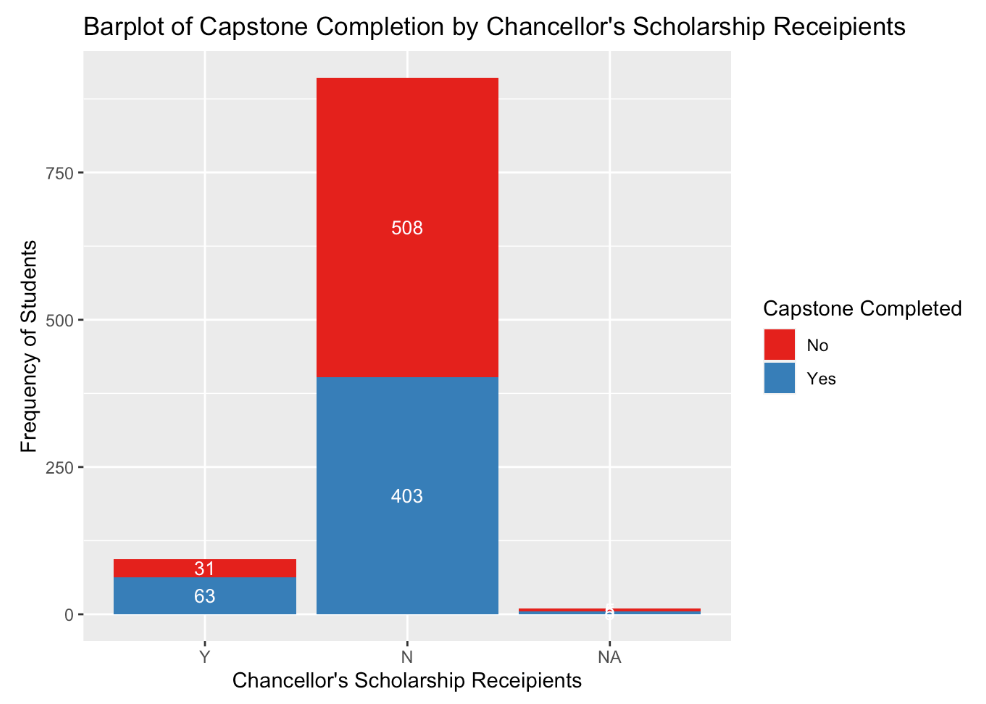 Barplot of Capstone Completion by Chancellor's Scholarship Receipients
Frequency of Students
750
500
250
0
508
403
31
63
Y
N
NA
Chancellor's Scholarship Receipients
Capstone Completed
No
Yes